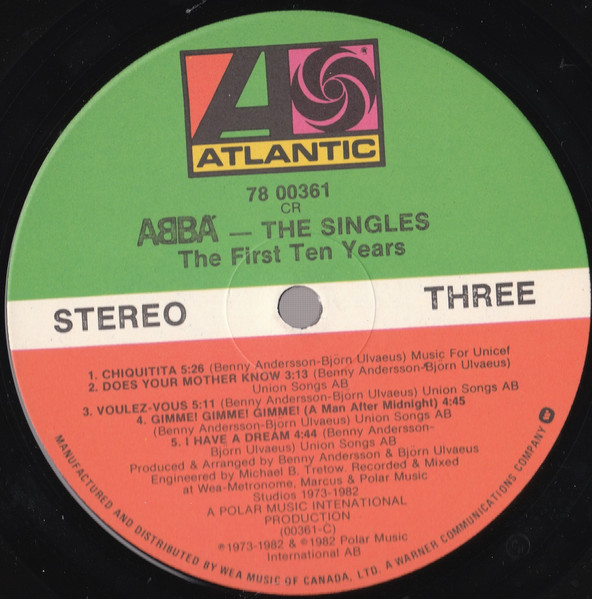 ATLANTIC
78 00361
CR
ABBA — THE SINGLES
The First Ten Years
STEREO
THREE
1. CHIQUITITA 5:26 (Benny Andersson-Björn Ulvaeus) Music For Unicef
2. DOES YOUR MOTHER KNOW 3:13 (Benny Andersson-Björn Ulvaeus)
Union Songs AB
3. VOULEZ-VOUS 5:11 (Benny Andersson-Björn Ulvaeus) Union Songs AB
4. GIMME! GIMME! GIMME! (A Man After Midnight) 4:45
(Benny Andersson-Björn Ulvaeus) Union Songs AB
5. I HAVE A DREAM 4:44 (Benny Andersson-
Björn Ulvaeus) Union Songs AB
Produced & Arranged by Benny Andersson & Björn Ulvaeus
Engineered by Michael B. Tretow. Recorded & Mixed
at Wea-Metronome, Marcus & Polar Music
Studios 1973-1982
A POLAR MUSIC INTENATIONAL
PRODUCTION
(00361-C)
℗1973-1982 & ©1982 Polar Music
International AB
MANUFACTURED AND DISTRIBUTED BY WEA MUSIC OF CANADA, LTD. A WARNER COMMUNICATIONS COMPANY